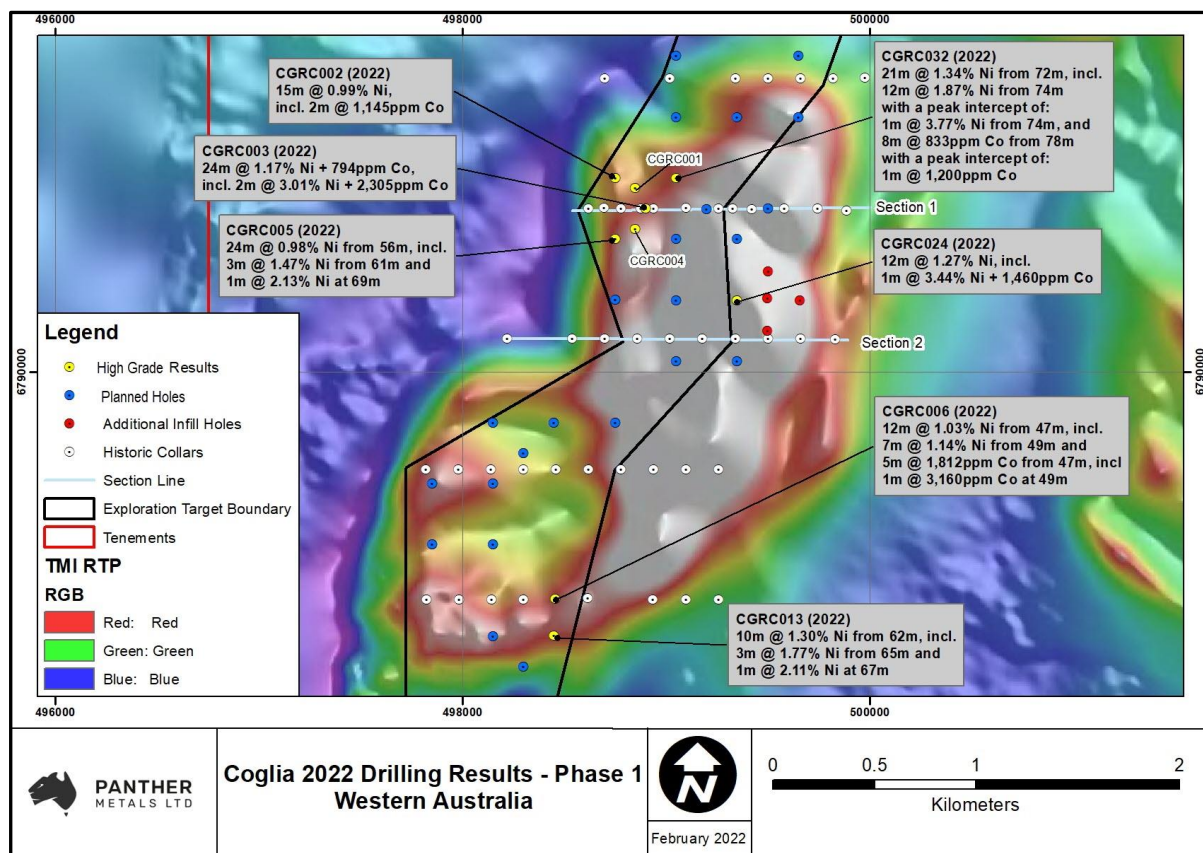 496000
498000
500000
CGRC002 (2022)
15m @ 0.99% Ni,
incl. 2m @ 1,145ppm Co
CGRC003 (2022)
24m @ 1.17% Ni + 794ppm Co,
incl. 2m @ 3.01% Ni + 2,305ppm Co
CGRC005 (2022)
24m @ 0.98% Ni from 56m, incl.
3m @ 1.47% Ni from 61m and
1m @ 2.13% Ni at 69m
CGRC001
CGRC004
CGRC032 (2022)
21m @ 1.34% Ni from 72m, incl.
12m @ 1.87% Ni from 74m
with a peak intercept of:
1m @ 3.77% Ni from 74m, and
8m @ 833ppm Co from 78m
with a peak intercept of:
1m @ 1,200ppm Co
Section 1
CGRC024 (2022)
12m @ 1.27% Ni, incl.
1m @ 3.44% Ni + 1,460ppm Co
Section 2
6790000
6790000
CGRC006 (2022)
12m @ 1.03% Ni from 47m, incl.
7m @ 1.14% Ni from 49m and
5m @ 1,812ppm Co from 47m, incl
1m @ 3,160ppm Co at 49m
CGRC013 (2022)
10m @ 1.30% Ni from 62m, incl.
3m @ 1.77% Ni from 65m and
1m @ 2.11% Ni at 67m
Legend
High Grade Results
Planned Holes
Additional Infill Holes
Historic Collars
Section Line
Exploration Target Boundary
Tenements
TMI RTP
RGB
Red: Red
Green: Green
Blue: Blue
496000
498000
500000
PANTHER
METALS LTD
Coglia 2022 Drilling Results - Phase 1
Western Australia
N
February 2022
0 0.5 1 2
Kilometers